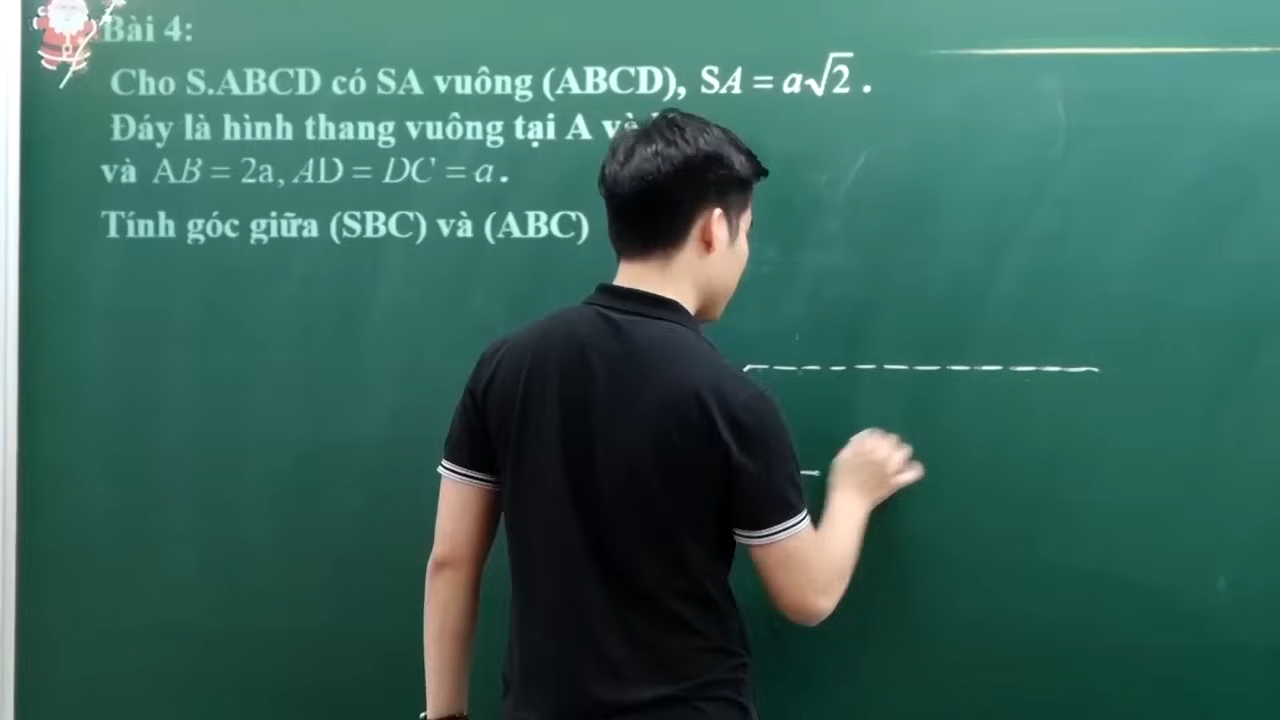 Bài 4:
Cho S.ABCD có SA vuông (ABCD), SA = a√2 .
Đáy là hình thang vuông tại A và
và AB = 2a, AD = DC = a .
Tính góc giữa (SBC) và (ABC)